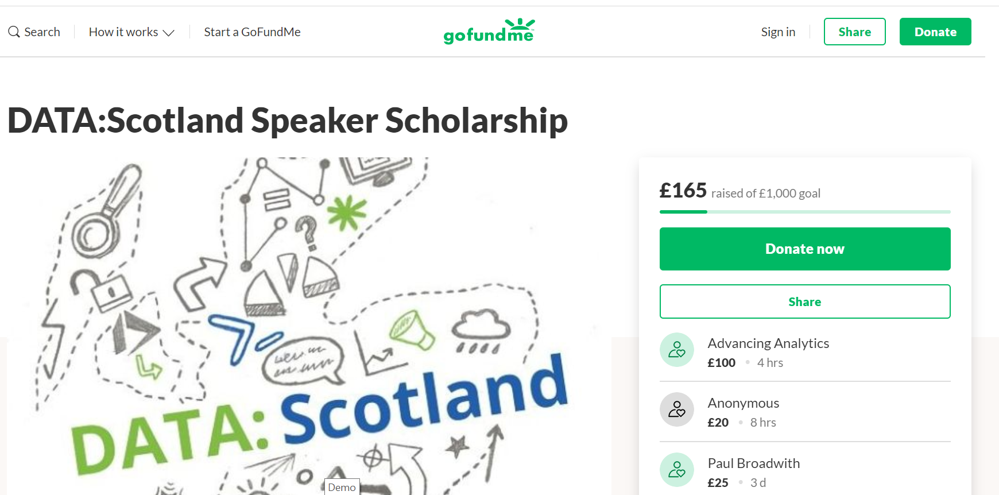 Search
How it works
Start a GoFundMe
gofundme
Sign in
Share
Donate
DATA:Scotland Speaker Scholarship
£165 raised of £1,000 goal
Donate now
Share
Advancing Analytics
£100 • 4 hrs
Anonymous
£20 • 8 hrs
Paul Broadwith
£25 • 3 d
DATA: Scotland
Demo